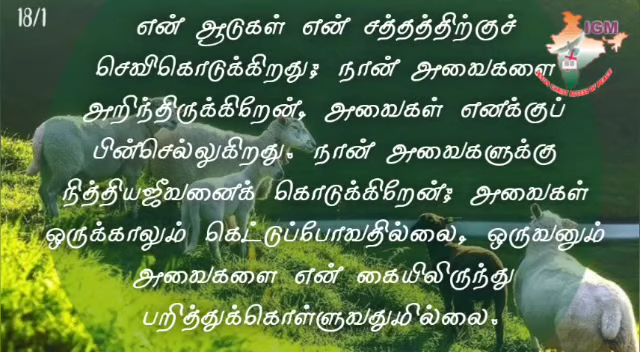 18/1
IGM
என் ஆடுகள் என் சத்தத்திற்குச்
செவிகொடுக்கிறது; நான் அவைகளை
அறிந்திருக்கிறேன், அவைகள் எனக்குப்
பின்செல்லுகிறது. நான் அவைகளுக்கு
நித்தியஜீவனைக் கொடுக்கிறேன்; அவைகள்
ஒருக்காலும் கெட்டுப்போவதில்லை, ஒருவனும்
அவைகளை என் கையிலிருந்து
பறித்துக்கொள்ளுவதுமில்லை.